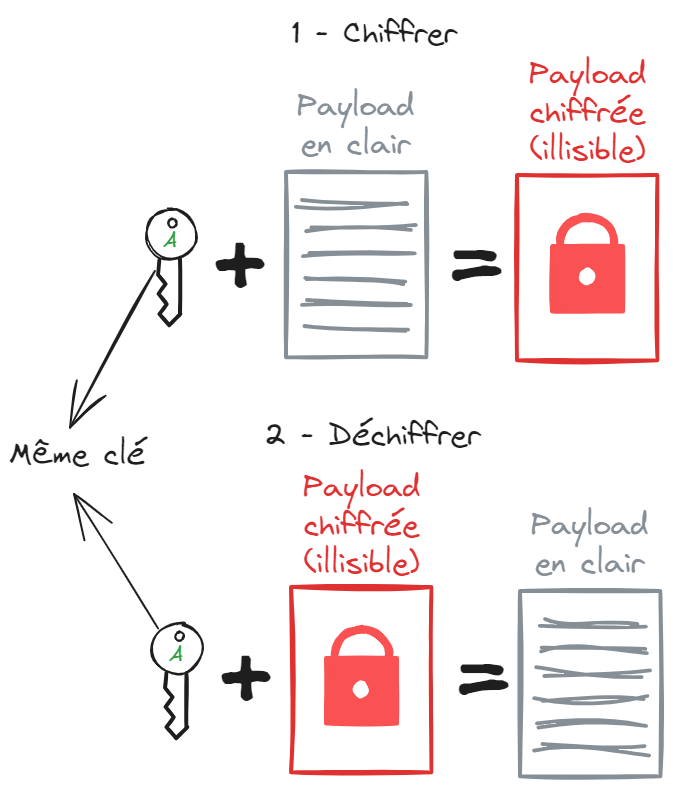 1 - Chiffrer
Payload
en clair
Payload
chiffrée
(illisible)
A
Même clé
2 - Déchiffrer
Payload
chiffrée
(illisible)
Payload
en clair
A